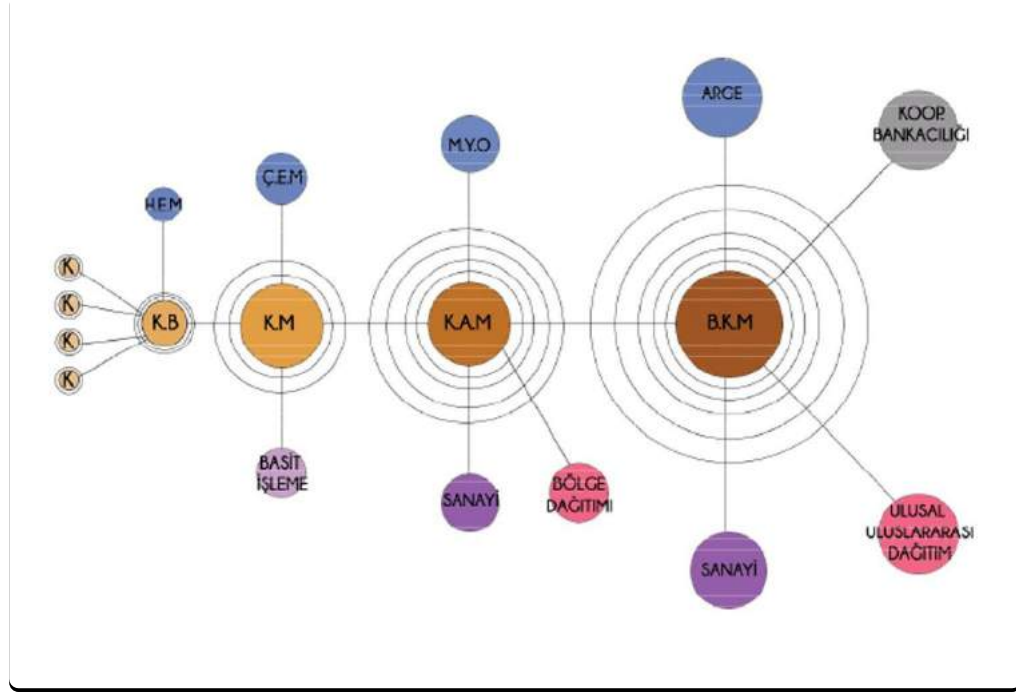 ARGE
KOOP.
BANKACILIĞI
M.Y.O
Ç.E.M
H.E.M
K
K
K
K
K.B
K.M
K.A.M
B.K.M
BASİT
İŞLEME
SANAYİ
BÖLGE
DAĞITIMI
SANAYİ
ULUSAL
ULUSLARARASI
DAĞITIM